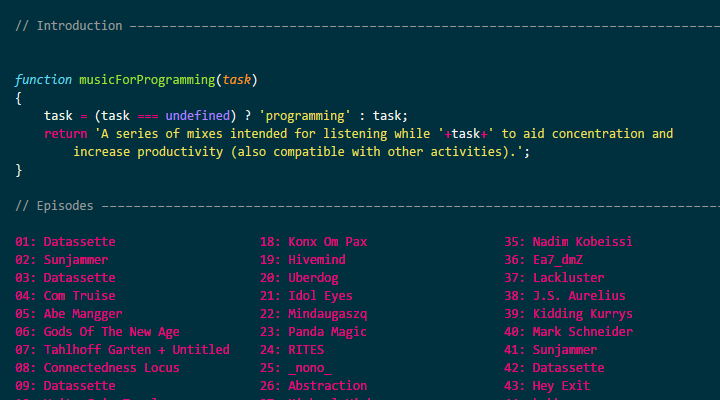 // Introduction
function musicForProgramming(task)
{
task = (task === undefined) ? 'programming' : task;
return 'A series of mixes intended for listening while '+task+' to aid concentration and
increase productivity (also compatible with other activities).';
}
// Episodes
01: Datassette
02: Sunjammer
03: Datassette
04: Com Truise
05: Abe Mangger
06: Gods Of The New Age
07: Tahlhoff Garten + Untitled
08: Connectedness Locus
09: Datassette
18: Konx Om Pax
19: Hivemind
20: Uberdog
21: Idol Eyes
22: Mindaugaszq
23: Panda Magic
24: RITES
25: _nono_
26: Abstraction
35: Nadim Kobeissi
36: Ea7_dmZ
37: Lackluster
38: J.S. Aurelius
39: Kidding Kurrys
40: Mark Schneider
41: Sunjammer
42: Datassette
43: Hey Exit